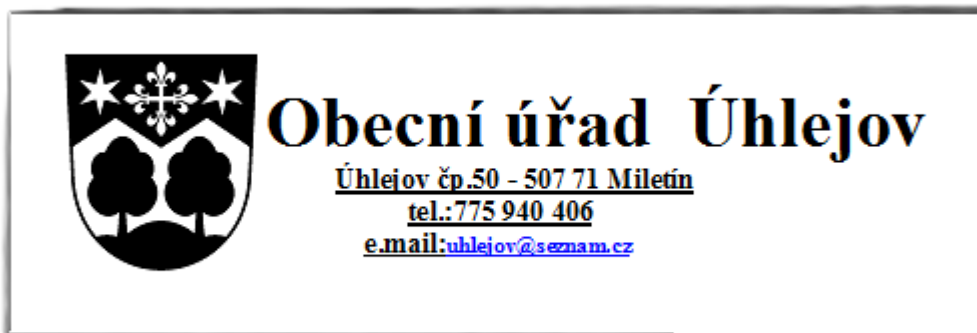 Obecní úřad Úhlejov
Úhlejov čp.50 - 507 71 Miletín
tel.:775 940 406
e.mail:uhlejov@seznam.cz